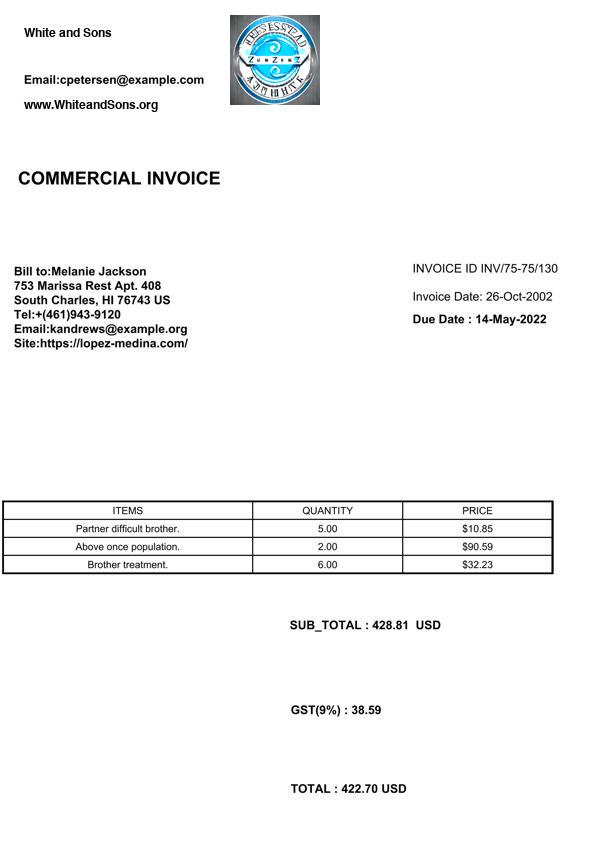 White and Sons
Email:cpetersen@example.com
www.WhiteandSons.org
ZunZenz
COMMERCIAL INVOICE
Bill to:Melanie Jackson
753 Marissa Rest Apt. 408
South Charles, HI 76743 US
Tel:+(461)943-9120
Email:kandrews@example.org
Site:https://lopez-medina.com/
INVOICE ID INV/75-75/130
Invoice Date: 26-Oct-2002
Due Date : 14-May-2022
ITEMS QUANTITY PRICE
Partner difficult brother. 5.00 $10.85
Above once population. 2.00 $90.59
Brother treatment. 6.00 $32.23
SUB_TOTAL : 428.81 USD
GST(9%) : 38.59
TOTAL : 422.70 USD